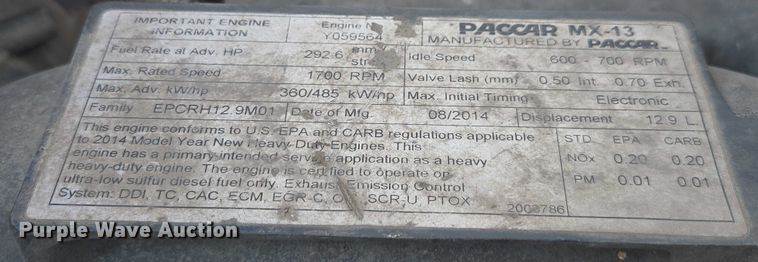 IMPORTANT ENGINE INFORMATION
Engine N
Y059564
PACCAR MX-13
MANUFACTURED BY PACCAR
Fuel Rate at Adv. HP
292.6 mm
str
Idle Speed
600 - 700 RPM
Max. Rated Speed
1700 RPM
Valve Lash (mm)
0.50 Int. 0.70 Exh.
Max. Adv. kW/hp
360/485 kW/hp
Max. Initial Timing
Electronic
Family
EPCRH12.9M01
Date of Mfg.
08/2014
Displacement
12.9 L.
This engine conforms to U.S. EPA and CARB regulations applicable
to 2014 Model Year New Heavy-Duty Engines. This
engine has a primary intended service application as a heavy
heavy-duty engine. The engine is certified to operate on
ultra-low sulfur diesel fuel only. Exhaust Emission Control
System: DDI, TC, CAC, ECM, EGR-C, SCR-U, PTOX
STD. EPA CARB
NOx 0.20 0.20
PM 0.01 0.01
Purple Wave Auction